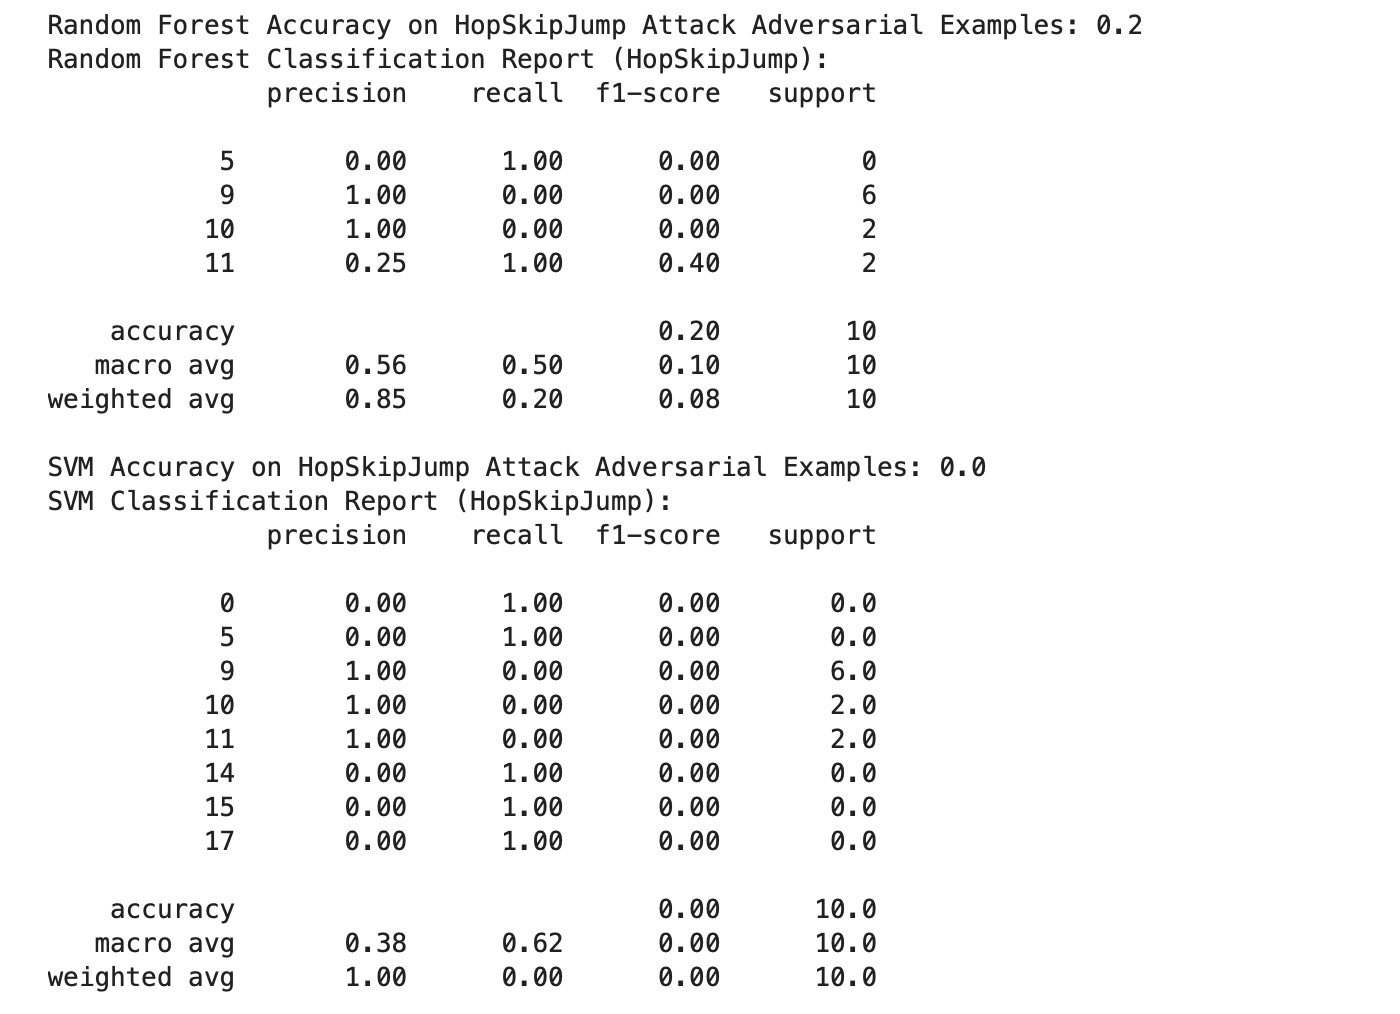 Random Forest Accuracy on HopSkipJump Attack Adversarial Examples: 0.2
Random Forest Classification Report (HopSkipJump):
              precision    recall  f1-score   support

           5       0.00      1.00      0.00         0
           9       1.00      0.00      0.00         6
          10       1.00      0.00      0.00         2
          11       0.25      1.00      0.40         2

    accuracy                           0.20        10
   macro avg       0.56      0.50      0.10        10
weighted avg       0.85      0.20      0.08        10

SVM Accuracy on HopSkipJump Attack Adversarial Examples: 0.0
SVM Classification Report (HopSkipJump):
              precision    recall  f1-score   support

           0       0.00      1.00      0.00       0.0
           5       0.00      1.00      0.00       0.0
           9       1.00      0.00      0.00       6.0
          10       1.00      0.00      0.00       2.0
          11       1.00      0.00      0.00       2.0
          14       0.00      1.00      0.00       0.0
          15       0.00      1.00      0.00       0.0
          17       0.00      1.00      0.00       0.0

    accuracy                           0.00      10.0
   macro avg       0.38      0.62      0.00      10.0
weighted avg       1.00      0.00      0.00      10.0